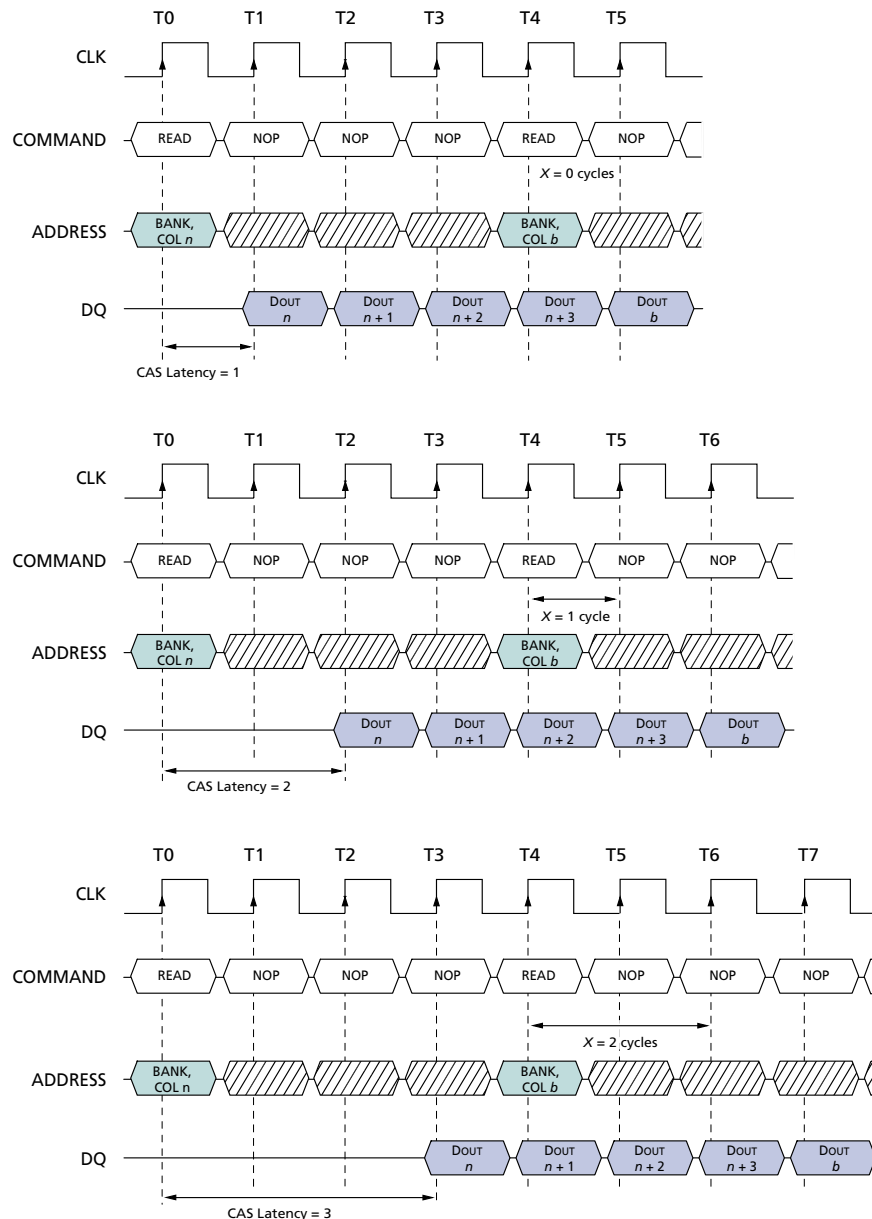 T0 T1 T2 T3 T4 T5
CLK
COMMAND READ NOP NOP NOP READ NOP
X = 0 cycles
ADDRESS BANK, COL n BANK, COL b
DQ DOUT n DOUT n + 1 DOUT n + 2 DOUT n + 3 DOUT b
CAS Latency = 1
T0 T1 T2 T3 T4 T5 T6
CLK
COMMAND READ NOP NOP NOP READ NOP NOP
X = 1 cycle
ADDRESS BANK, COL n BANK, COL b
DQ DOUT n DOUT n + 1 DOUT n + 2 DOUT n + 3 DOUT b
CAS Latency = 2
T0 T1 T2 T3 T4 T5 T6 T7
CLK
COMMAND READ NOP NOP NOP READ NOP NOP NOP
X = 2 cycles
ADDRESS BANK, COL n BANK, COL b
DQ DOUT n DOUT n + 1 DOUT n + 2 DOUT n + 3 DOUT b
CAS Latency = 3